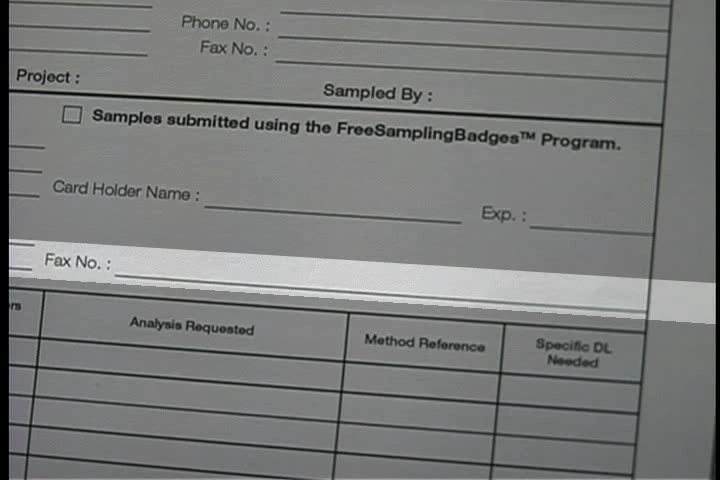 Phone No. :
Fax No. :
Project :
Sampled By :
Samples submitted using the FreeSamplingBadges™ Program.
Card Holder Name :
Exp. :
Fax No. :
Analysis Requested
Method Reference
Specific DL
Needed